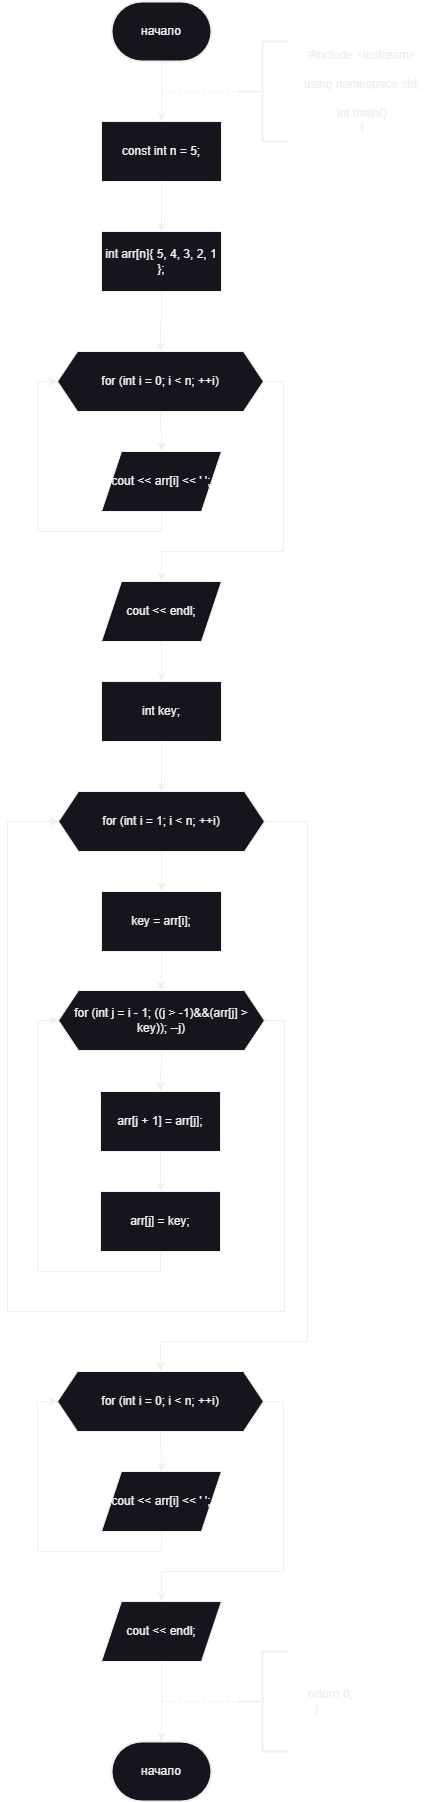 начало
#include <iostream>
using namespace std;
int main()
{
const int n = 5;
int arr[n]{ 5, 4, 3, 2, 1
};
for (int i = 0; i < n; ++i)
cout << arr[i] << ' ';
cout << endl;
int key;
for (int i = 1; i < n; ++i)
key = arr[i];
for (int j = i - 1; ((j > -1)&&(arr[j] >
key)); --j)
arr[j + 1] = arr[j];
arr[j] = key;
for (int i = 0; i < n; ++i)
cout << arr[i] << ' ';
cout << endl;
return 0;
}
начало